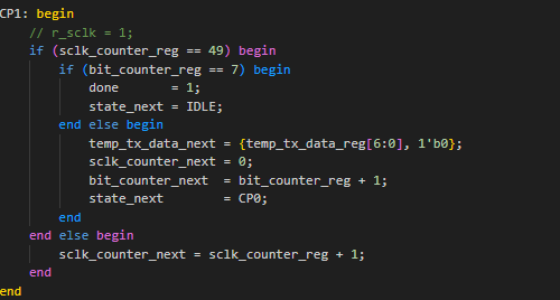 CP1: begin
// r_sclk = 1;
if (sclk_counter_reg == 49) begin
if (bit_counter_reg == 7) begin
done = 1;
state_next = IDLE;
end else begin
temp_tx_data_next = {temp_tx_data_reg[6:0], 1'b0};
sclk_counter_next = 0;
bit_counter_next = bit_counter_reg + 1;
state_next = CP0;
end
end else begin
sclk_counter_next = sclk_counter_reg + 1;
end
end